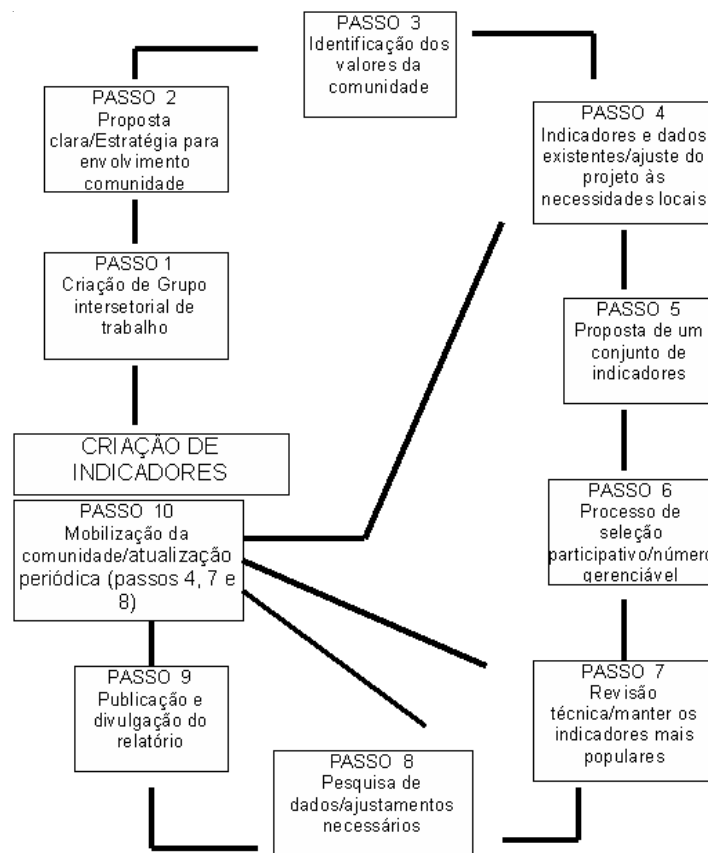 PASSO 3
Identificação dos
valores da
comunidade
PASSO 2
Proposta
clara/Estratégia para
envolvimento
comunidade
PASSO 4
Indicadores e dados
existentes/ajuste do
projeto às
necessidades locais
PASSO 1
Criação de Grupo
intersetorial de
trabalho
PASSO 5
Proposta de um
conjunto de
indicadores
CRIAÇÃO DE
INDICADORES
PASSO 6
Processo de
seleção
participativo/número
gerenciável
PASSO 10
Mobilização da
comunidade/atualização
periódica (passos 4, 7 e
8)
PASSO 7
Revisão
técnica/manter os
indicadores mais
populares
PASSO 9
Publicação e
divulgação do
relatório
PASSO 8
Pesquisa de
dados/ajustamentos
necessários